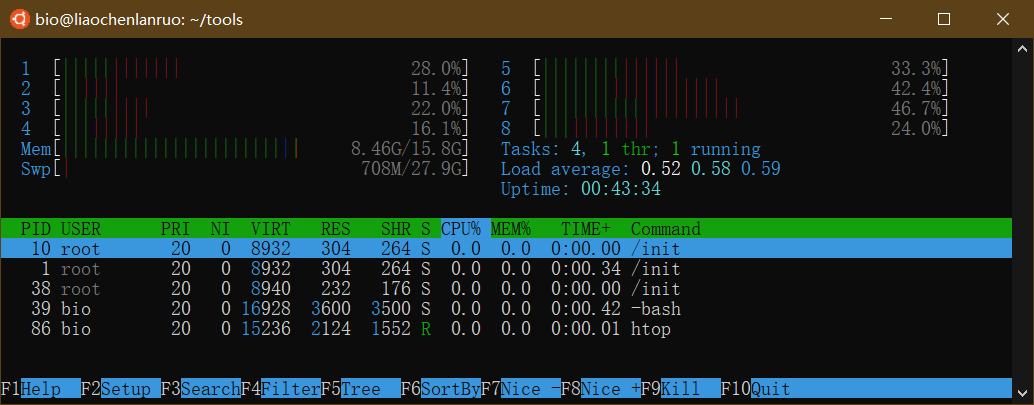 bio@liaochenlanruo: ~/tools
1 [||||||||||||| 28.0%] 5 [||||||||||||||| 33.3%]
2 [||||||| 11.4%] 6 [||||||||||||||||||| 42.4%]
3 [|||||||||| 22.0%] 7 [||||||||||||||||||||| 46.7%]
4 [||||||||| 16.1%] 8 [||||||||||| 24.0%]
Mem[|||||||||||||||||||||||| 8.46G/15.8G] Tasks: 4, 1 thr; 1 running
Swp[| 708M/27.9G] Load average: 0.52 0.58 0.59
Uptime: 00:43:34
PID USER PRI NI VIRT RES SHR S CPU% MEM% TIME+ Command
10 root 20 0 8932 304 264 S 0.0 0.0 0:00.00 /init
1 root 20 0 8932 304 264 S 0.0 0.0 0:00.34 /init
38 root 20 0 8940 232 176 S 0.0 0.0 0:00.00 /init
39 bio 20 0 16928 3600 3500 S 0.0 0.0 0:00.42 -bash
86 bio 20 0 15236 2124 1552 R 0.0 0.0 0:00.01 htop
F1Help F2Setup F3SearchF4FilterF5Tree F6SortByF7Nice -F8Nice +F9Kill F10Quit